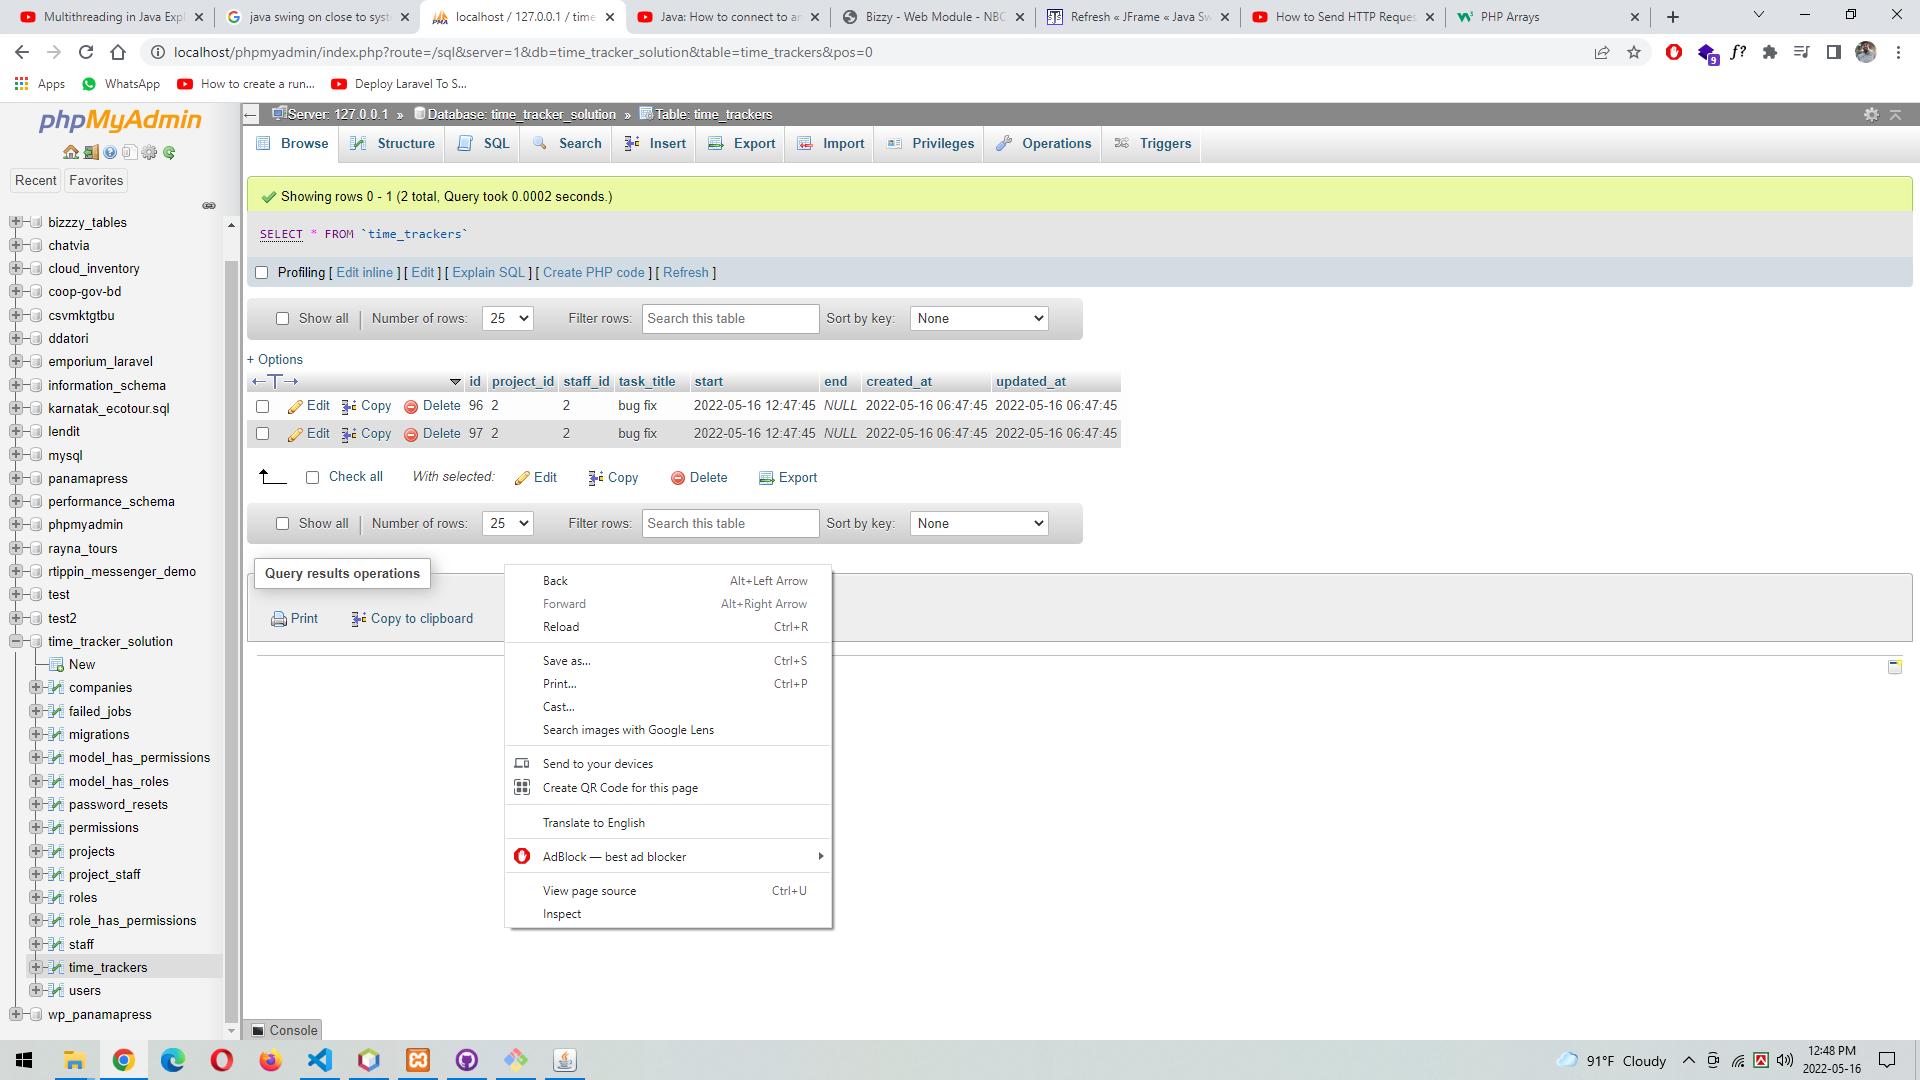 Multithreading in Java Expl
java swing on close to syst
localhost / 127.0.0.1 / time
Java: How to connect to an
Bizzy - Web Module - NBC
Refresh « JFrame « Java Sw
How to Send HTTP Reques
PHP Arrays
localhost/phpmyadmin/index.php?route=/sql&server=1&db=time_tracker_solution&table=time_trackers&pos=0
f?
9
Apps
WhatsApp
How to create a run...
Deploy Laravel To S...
phpMyAdmin
Recent
Favorites
bizzzy_tables
chatvia
cloud_inventory
coop-gov-bd
csvmktgtbu
ddatori
emporium_laravel
information_schema
karnatak_ecotour.sql
lendit
mysql
panamapress
performance_schema
phpmyadmin
rayna_tours
rtippin_messenger_demo
test
test2
time_tracker_solution
New
companies
failed_jobs
migrations
model_has_permissions
model_has_roles
password_resets
permissions
projects
project_staff
roles
role_has_permissions
staff
time_trackers
users
wp_panamapress
Server: 127.0.0.1 » Database: time_tracker_solution » Table: time_trackers
Browse Structure SQL Search Insert Export Import Privileges Operations Triggers
Showing rows 0 - 1 (2 total, Query took 0.0002 seconds.)
SELECT * FROM `time_trackers`
Profiling [ Edit inline ] [ Edit ] [ Explain SQL ] [ Create PHP code ] [ Refresh ]
Show all | Number of rows: 25 Filter rows: Search this table Sort by key: None
+ Options
←T→ id project_id staff_id task_title start end created_at updated_at
Edit Copy Delete 96 2 2 bug fix 2022-05-16 12:47:45 NULL 2022-05-16 06:47:45 2022-05-16 06:47:45
Edit Copy Delete 97 2 2 bug fix 2022-05-16 12:47:45 NULL 2022-05-16 06:47:45 2022-05-16 06:47:45
Check all With selected: Edit Copy Delete Export
Show all | Number of rows: 25 Filter rows: Search this table Sort by key: None
Query results operations
Print Copy to clipboard
Back Alt+Left Arrow
Forward Alt+Right Arrow
Reload Ctrl+R
Save as... Ctrl+S
Print... Ctrl+P
Cast...
Search images with Google Lens
Send to your devices
Create QR Code for this page
Translate to English
AdBlock — best ad blocker
View page source Ctrl+U
Inspect
Console
91°F Cloudy
12:48 PM
2022-05-16